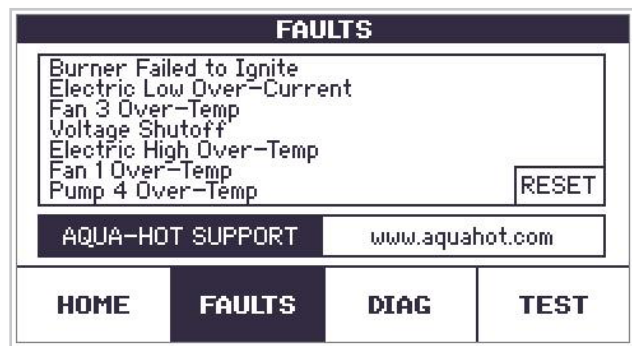 FAULTS
Burner Failed to Ignite
Electric Low Over-Current
Fan 3 Over-Temp
Voltage Shutoff
Electric High Over-Temp
Fan 1 Over-Temp
Pump 4 Over-Temp
RESET
AQUA-HOT SUPPORT www.aquahot.com
HOME FAULTS DIAG TEST